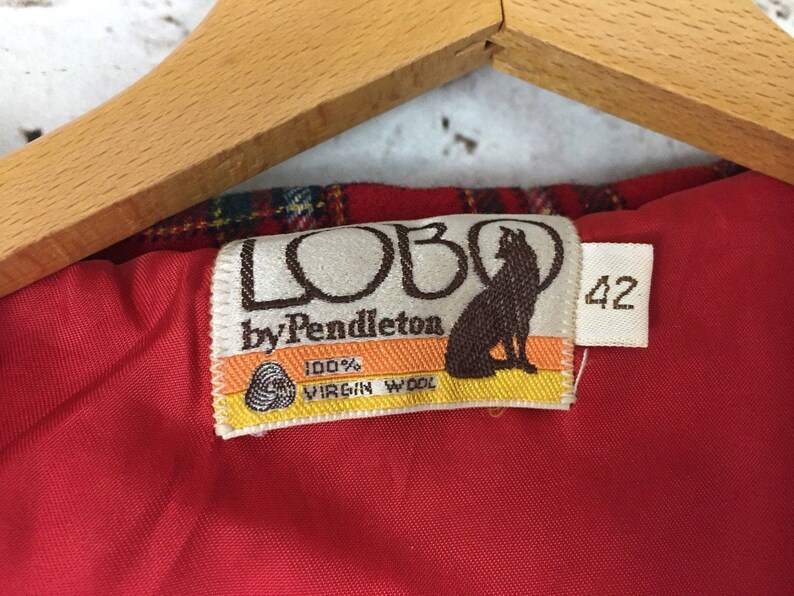 LOBO
by Pendleton
100%
VIRGIN WOOL
42